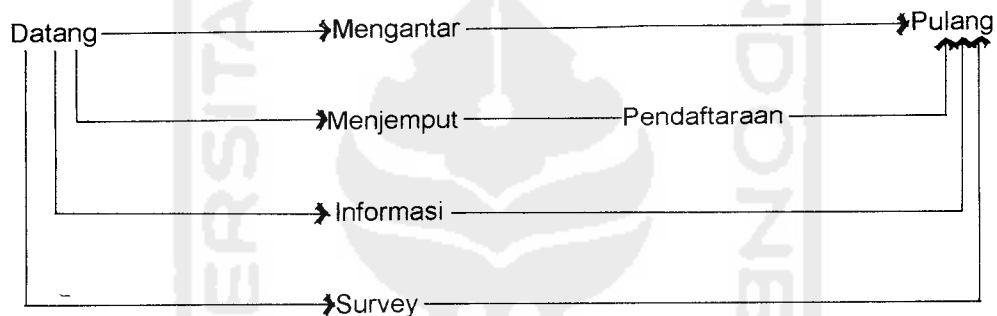 Datang Mengantar Pulang
Menjemput Pendaftaraan
Informasi
Survey